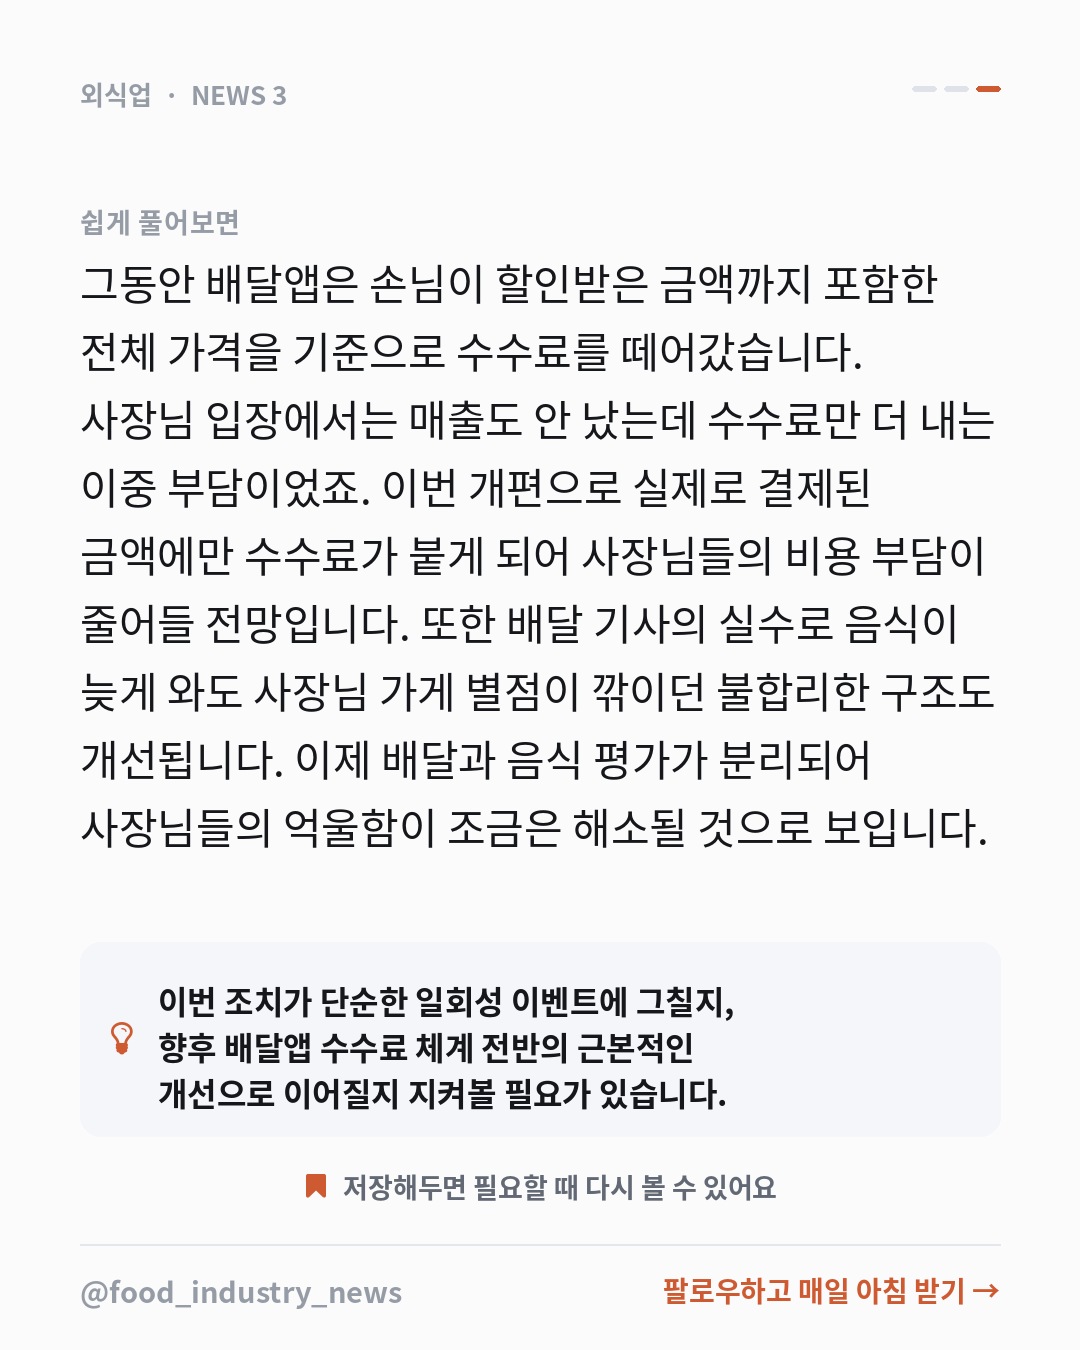 외식업 · NEWS 3
쉽게 풀어보면
그동안 배달앱은 손님이 할인받은 금액까지 포함한
전체 가격을 기준으로 수수료를 떼어갔습니다.
사장님 입장에서는 매출도 안 났는데 수수료만 더 내는
이중 부담이었죠. 이번 개편으로 실제로 결제된
금액에만 수수료가 붙게 되어 사장님들의 비용 부담이
줄어들 전망입니다. 또한 배달 기사의 실수로 음식이
늦게 와도 사장님 가게 별점이 깎이던 불합리한 구조도
개선됩니다. 이제 배달과 음식 평가가 분리되어
사장님들의 억울함이 조금은 해소될 것으로 보입니다.
이번 조치가 단순한 일회성 이벤트에 그칠지,
향후 배달앱 수수료 체계 전반의 근본적인
개선으로 이어질지 지켜볼 필요가 있습니다.
저장해두면 필요할 때 다시 볼 수 있어요
@food_industry_news
팔로우하고 매일 아침 받기 →